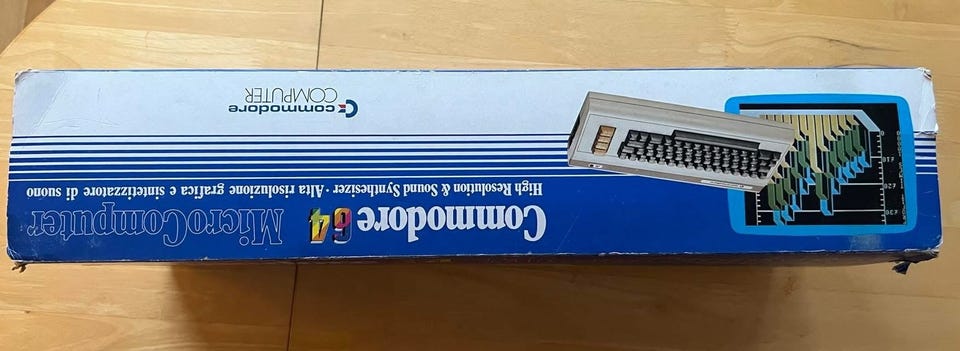 Commodore 64 MicroComputer
High Resolution & Sound Synthesizer · Alta risoluzione grafica e sintetizzatore di suono
commodore
COMPUTER